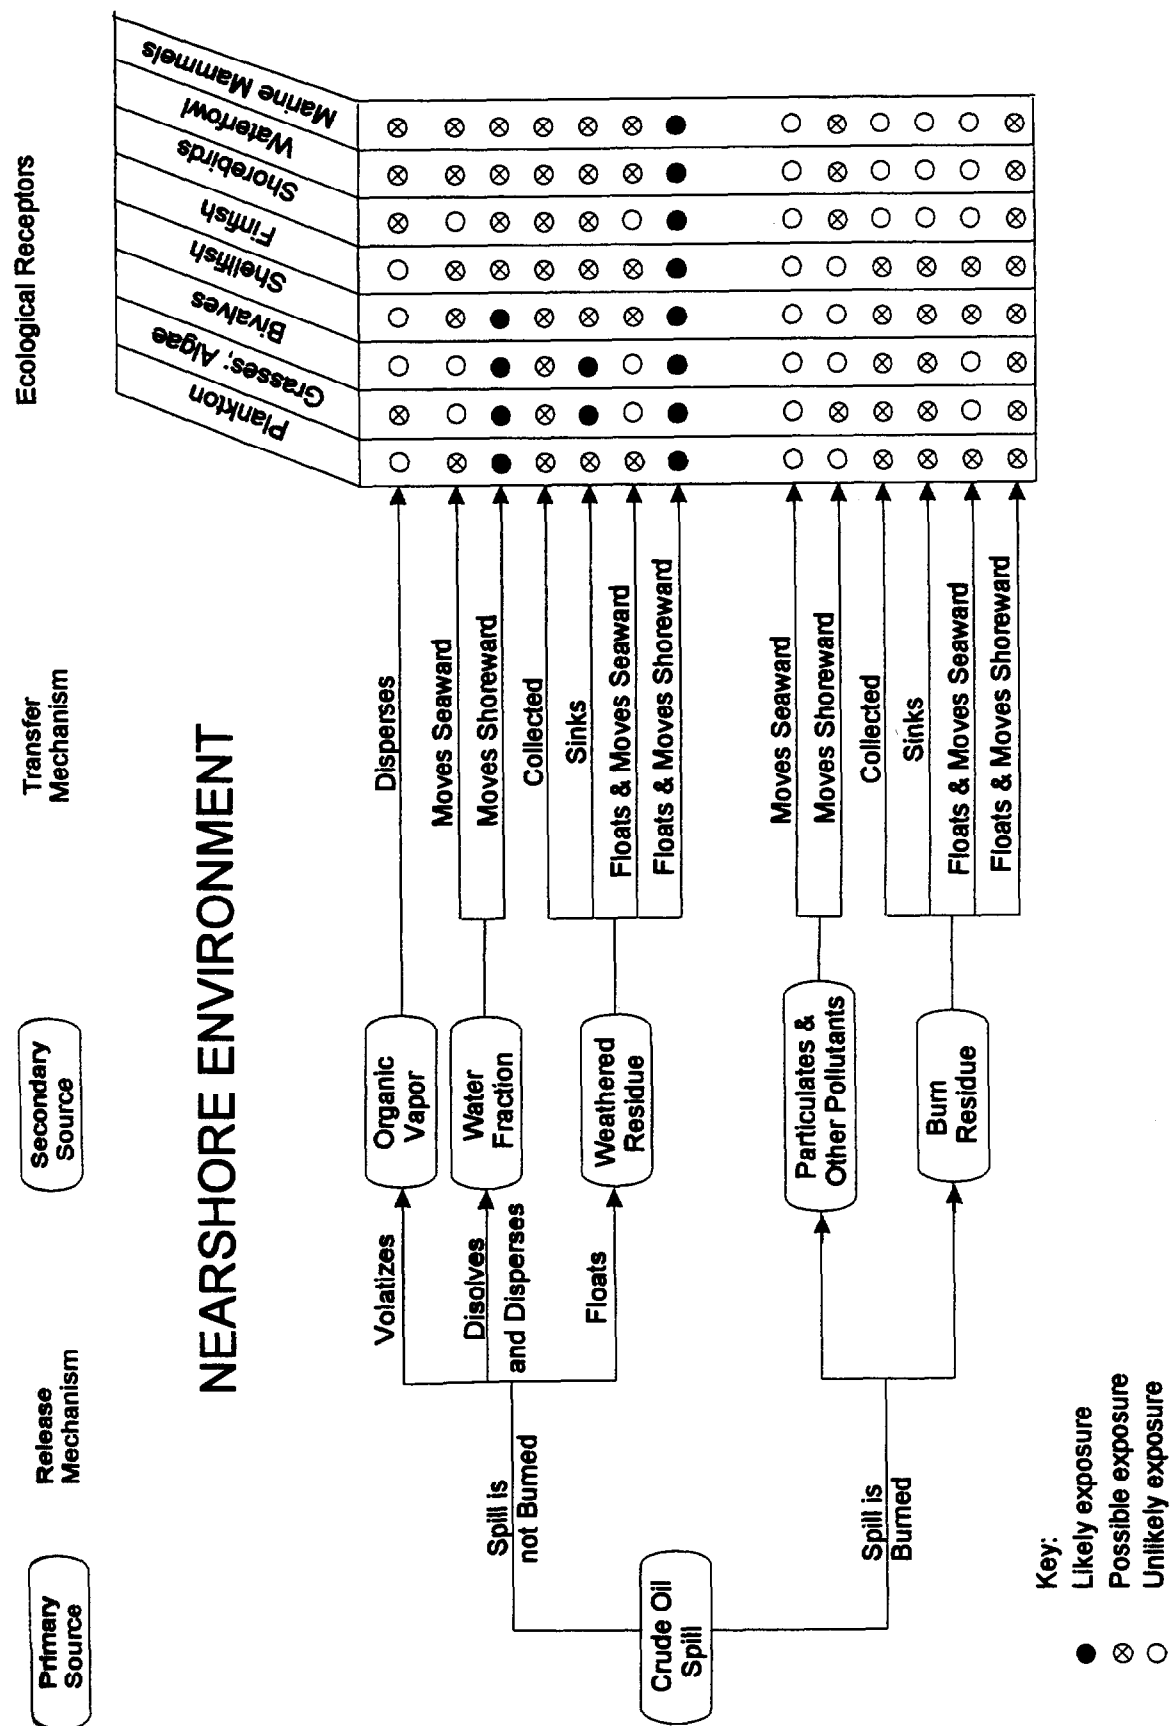 Primary
Source
Release
Mechanism
Secondary
Source
Transfer
Mechanism
Ecological Receptors
NEARSHORE ENVIRONMENT
Plankton
Grasses; Algae
Bivalves
Shellfish
Finfish
Shorebirds
Waterfowl
Marine Mammels
Crude Oil
Spill
Spill is
not Burned
Volatizes
Organic
Vapor
Disperses
Disolves
and Disperses
Water
Fraction
Moves Seaward
Moves Shoreward
Floats
Weathered
Residue
Collected
Sinks
Floats & Moves Seaward
Floats & Moves Shoreward
Spill is
Burned
Particulates &
Other Pollutants
Moves Seaward
Moves Shoreward
Burn
Residue
Collected
Sinks
Floats & Moves Seaward
Floats & Moves Shoreward
Key:
Likely exposure
Possible exposure
Unlikely exposure